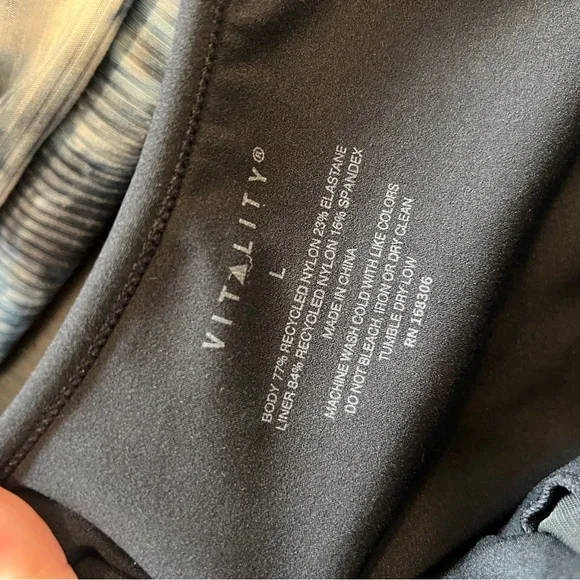 VITALITY®
L
BODY 77% RECYCLED NYLON 23% ELASTANE
LINER 84% RECYCLED NYLON 16% SPANDEX
MADE IN CHINA
MACHINE WASH COLD WITH LIKE COLORS
DO NOT BLEACH, IRON OR DRY CLEAN
TUMBLE DRY LOW
RN 168306